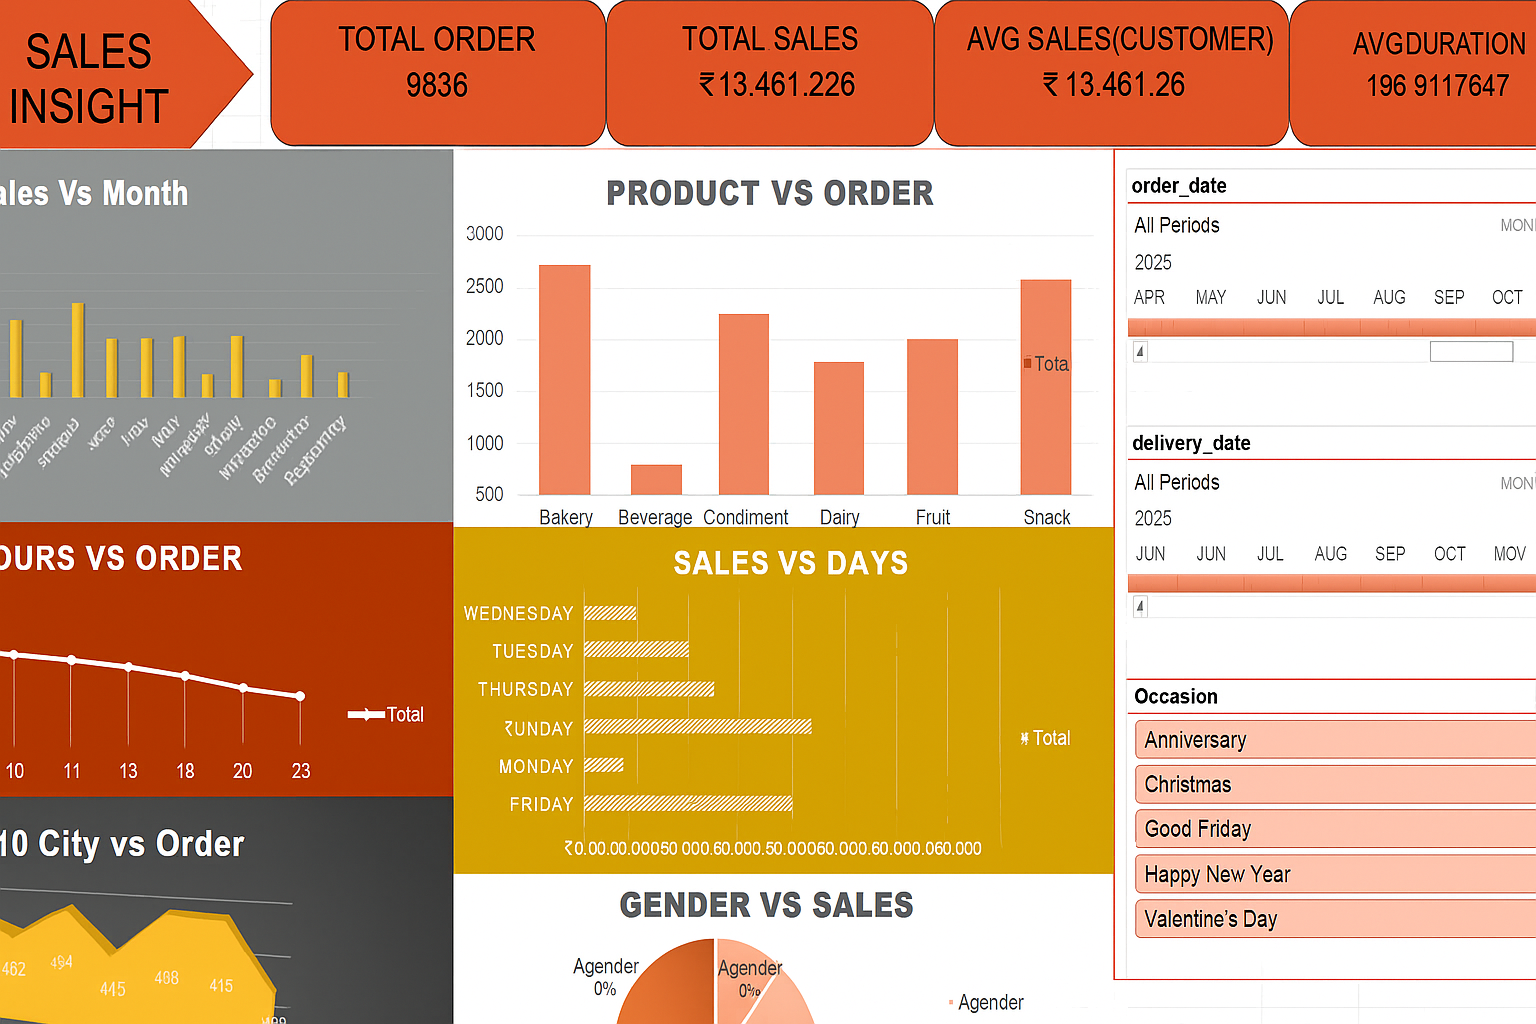 SALES
INSIGHT
TOTAL ORDER
9836
TOTAL SALES
₹13.461.226
AVG SALES(CUSTOMER)
₹ 13.461.26
AVGDURATION
196 9117647
ales Vs Month
PRODUCT VS ORDER
3000
2500
2000
1500
1000
500
Tota
Bakery Beverage Condiment Dairy Fruit Snack
order_date
All Periods MON
2025
APR MAY JUN JUL AUG SEP OCT
delivery_date
All Periods MON
2025
JUN JUN JUL AUG SEP OCT MOV
OURS VS ORDER
Total
10 11 13 18 20 23
SALES VS DAYS
WEDNESDAY
TUESDAY
THURSDAY
₹UNDAY
MONDAY
FRIDAY
Total
₹0.00.00.00050 000.60.000.50.00060.000.60.000.060.000
Occasion
Anniversary
Christmas
Good Friday
Happy New Year
Valentine's Day
10 City vs Order
462 494 445 488 415
GENDER VS SALES
Agender
0%
Agender
0%
Agender